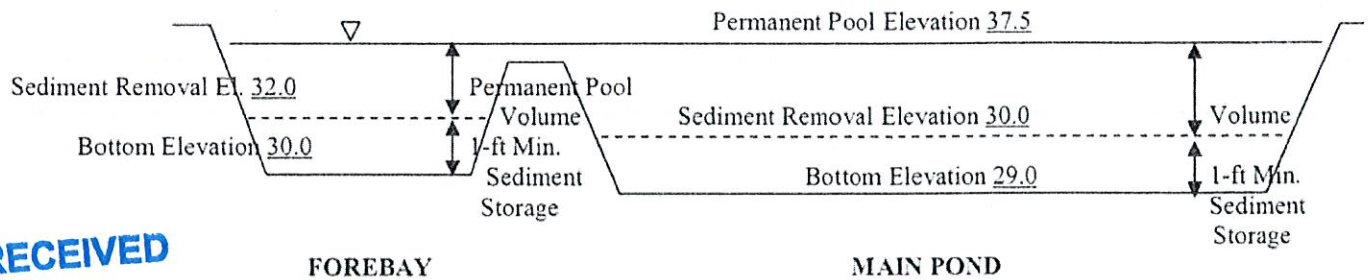 Permanent Pool Elevation 37.5
Sediment Removal El. 32.0
Permanent Pool
Volume
Sediment Removal Elevation 30.0
Volume
Bottom Elevation 30.0
1-ft Min.
Sediment
Storage
Bottom Elevation 29.0
1-ft Min.
Sediment
Storage
RECEIVED
FOREBAY
MAIN POND